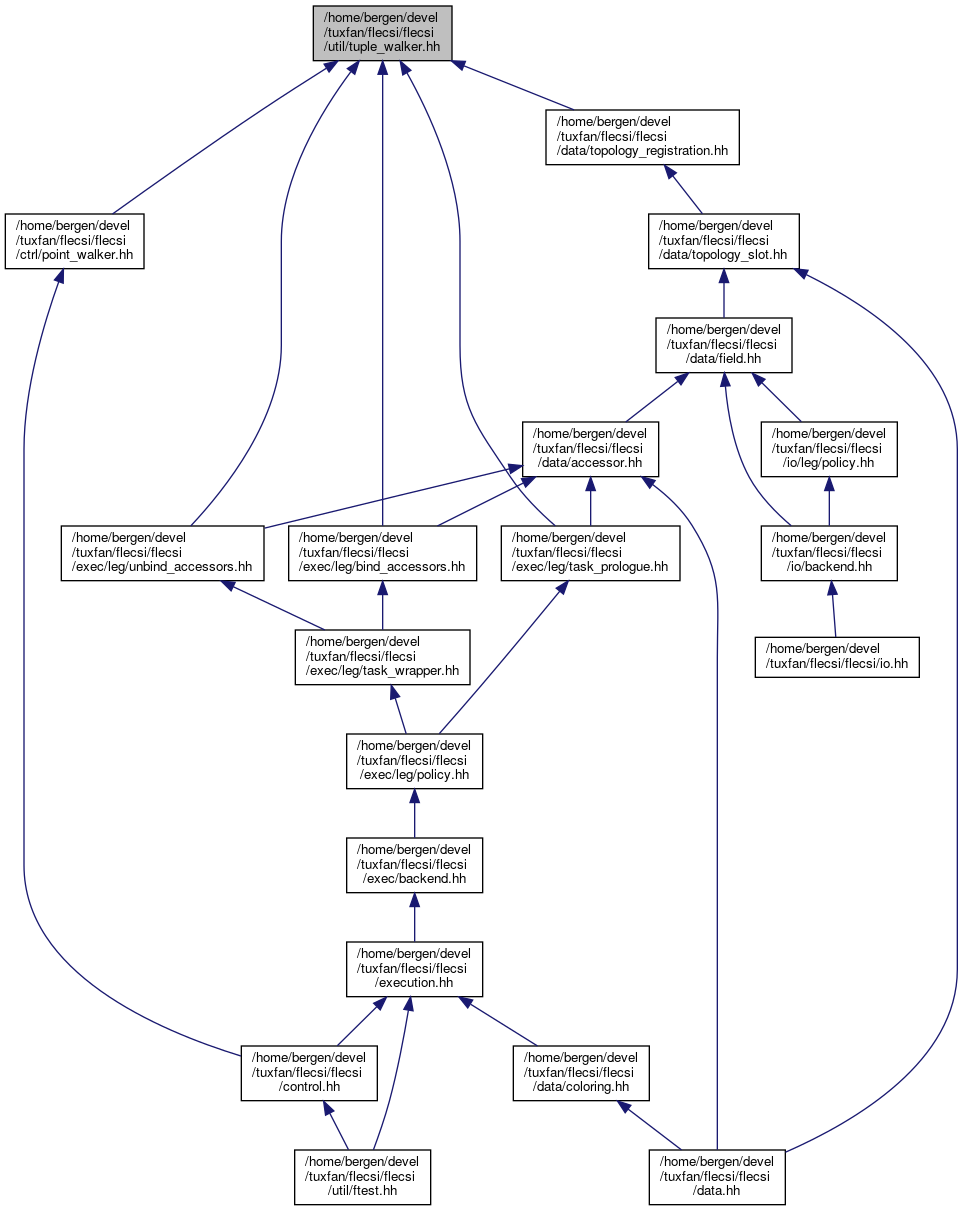 /home/bergen/devel
/tuxfan/flecsi/flecsi
/util/tuple_walker.hh
/home/bergen/devel
/tuxfan/flecsi/flecsi
/data/topology_registration.hh
/home/bergen/devel
/tuxfan/flecsi/flecsi
/ctrl/point_walker.hh
/home/bergen/devel
/tuxfan/flecsi/flecsi
/data/topology_slot.hh
/home/bergen/devel
/tuxfan/flecsi/flecsi
/data/field.hh
/home/bergen/devel
/tuxfan/flecsi/flecsi
/data/accessor.hh
/home/bergen/devel
/tuxfan/flecsi/flecsi
/io/leg/policy.hh
/home/bergen/devel
/tuxfan/flecsi/flecsi
/exec/leg/unbind_accessors.hh
/home/bergen/devel
/tuxfan/flecsi/flecsi
/exec/leg/bind_accessors.hh
/home/bergen/devel
/tuxfan/flecsi/flecsi
/exec/leg/task_prologue.hh
/home/bergen/devel
/tuxfan/flecsi/flecsi
/io/backend.hh
/home/bergen/devel
/tuxfan/flecsi/flecsi
/exec/leg/task_wrapper.hh
/home/bergen/devel
/tuxfan/flecsi/flecsi/io.hh
/home/bergen/devel
/tuxfan/flecsi/flecsi
/exec/leg/policy.hh
/home/bergen/devel
/tuxfan/flecsi/flecsi
/exec/backend.hh
/home/bergen/devel
/tuxfan/flecsi/flecsi
/execution.hh
/home/bergen/devel
/tuxfan/flecsi/flecsi
/control.hh
/home/bergen/devel
/tuxfan/flecsi/flecsi
/data/coloring.hh
/home/bergen/devel
/tuxfan/flecsi/flecsi
/util/ftest.hh
/home/bergen/devel
/tuxfan/flecsi/flecsi
/data.hh